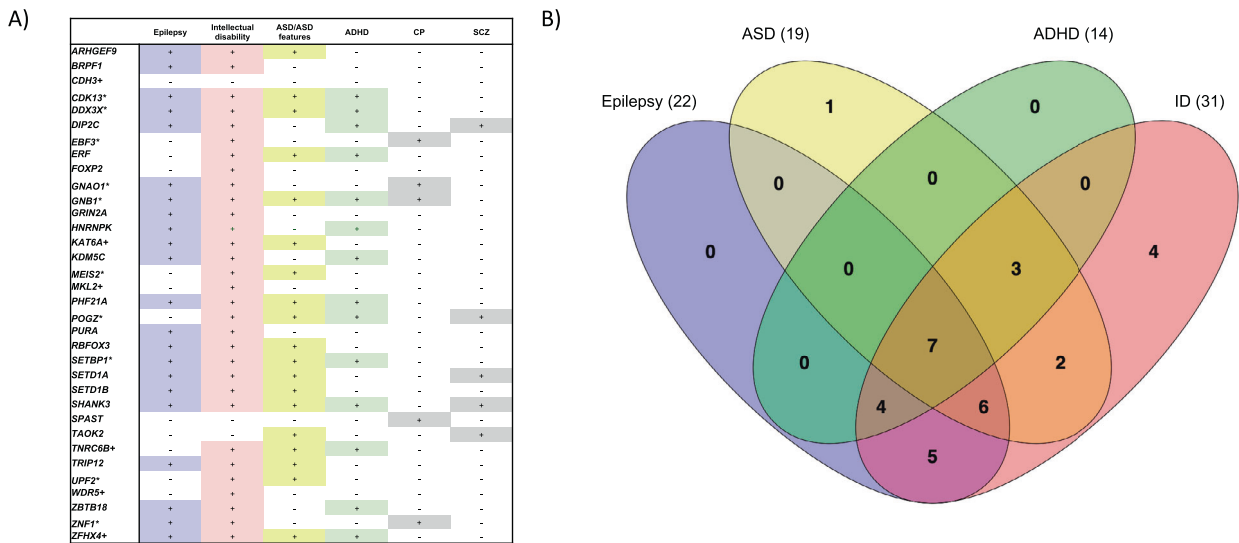 A)
Epilepsy Intellectual disability ASD/ASD features ADHD CP SCZ
ARHGEF9 + + + - - -
BRPF1 + + - - - -
CDH3+ - - - - - -
CDK13* + + + + - -
DDX3X* + + + + - -
DIP2C + + - + - +
EBF3* - + - - + -
ERF - + + + - -
FOXP2 - + - - - -
GNAO1* + + - - + -
GNB1* + + + + + -
GRIN2A + + - - - -
HNRNPK + + - + - -
KAT6A+ + + + - - -
KDM5C + + - + - -
MEIS2* - + + - - -
MKL2+ - + - - - -
PHF21A + + + + - -
POGZ* - + + + - +
PURA + + - - - -
RBFOX3 + + + - - -
SETBP1* + + + + - -
SETD1A + + + - - +
SETD1B + + + - - -
SHANK3 + + + + - +
SPAST - - - - + -
TAOK2 - - + - - +
TNRC6B+ - + + + - -
TRIP12 + + + - - -
UPF2* - + + - - -
WDR5+ - + - - - -
ZBTB18 + + - + - -
ZNF1* + + - - + -
ZFHX4+ + + + + - -
B)
ASD (19) ADHD (14)
Epilepsy (22) ID (31)
1 0
0 0 0
0 0 3 4
0 7 2
4 6
5